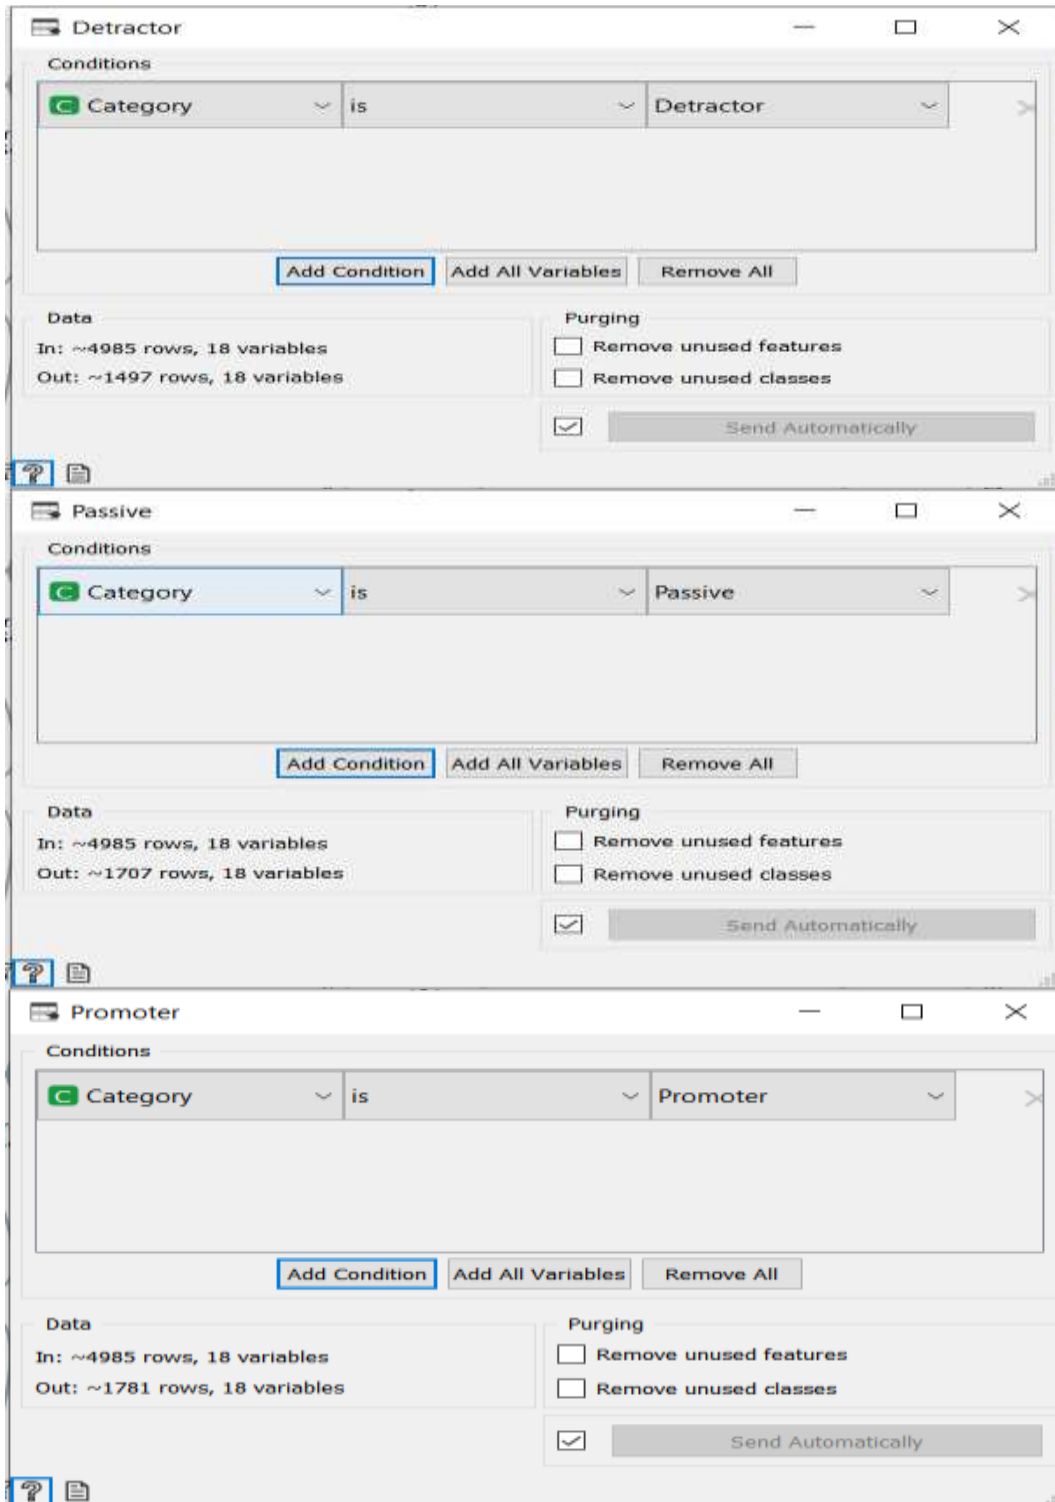 Detractor
Conditions
C Category is Detractor
Add Condition Add All Variables Remove All
Data
In: ~4985 rows, 18 variables
Out: ~1497 rows, 18 variables
Purging
Remove unused features
Remove unused classes
Send Automatically
?
Passive
Conditions
C Category is Passive
Add Condition Add All Variables Remove All
Data
In: ~4985 rows, 18 variables
Out: ~1707 rows, 18 variables
Purging
Remove unused features
Remove unused classes
Send Automatically
?
Promoter
Conditions
C Category is Promoter
Add Condition Add All Variables Remove All
Data
In: ~4985 rows, 18 variables
Out: ~1781 rows, 18 variables
Purging
Remove unused features
Remove unused classes
Send Automatically
?